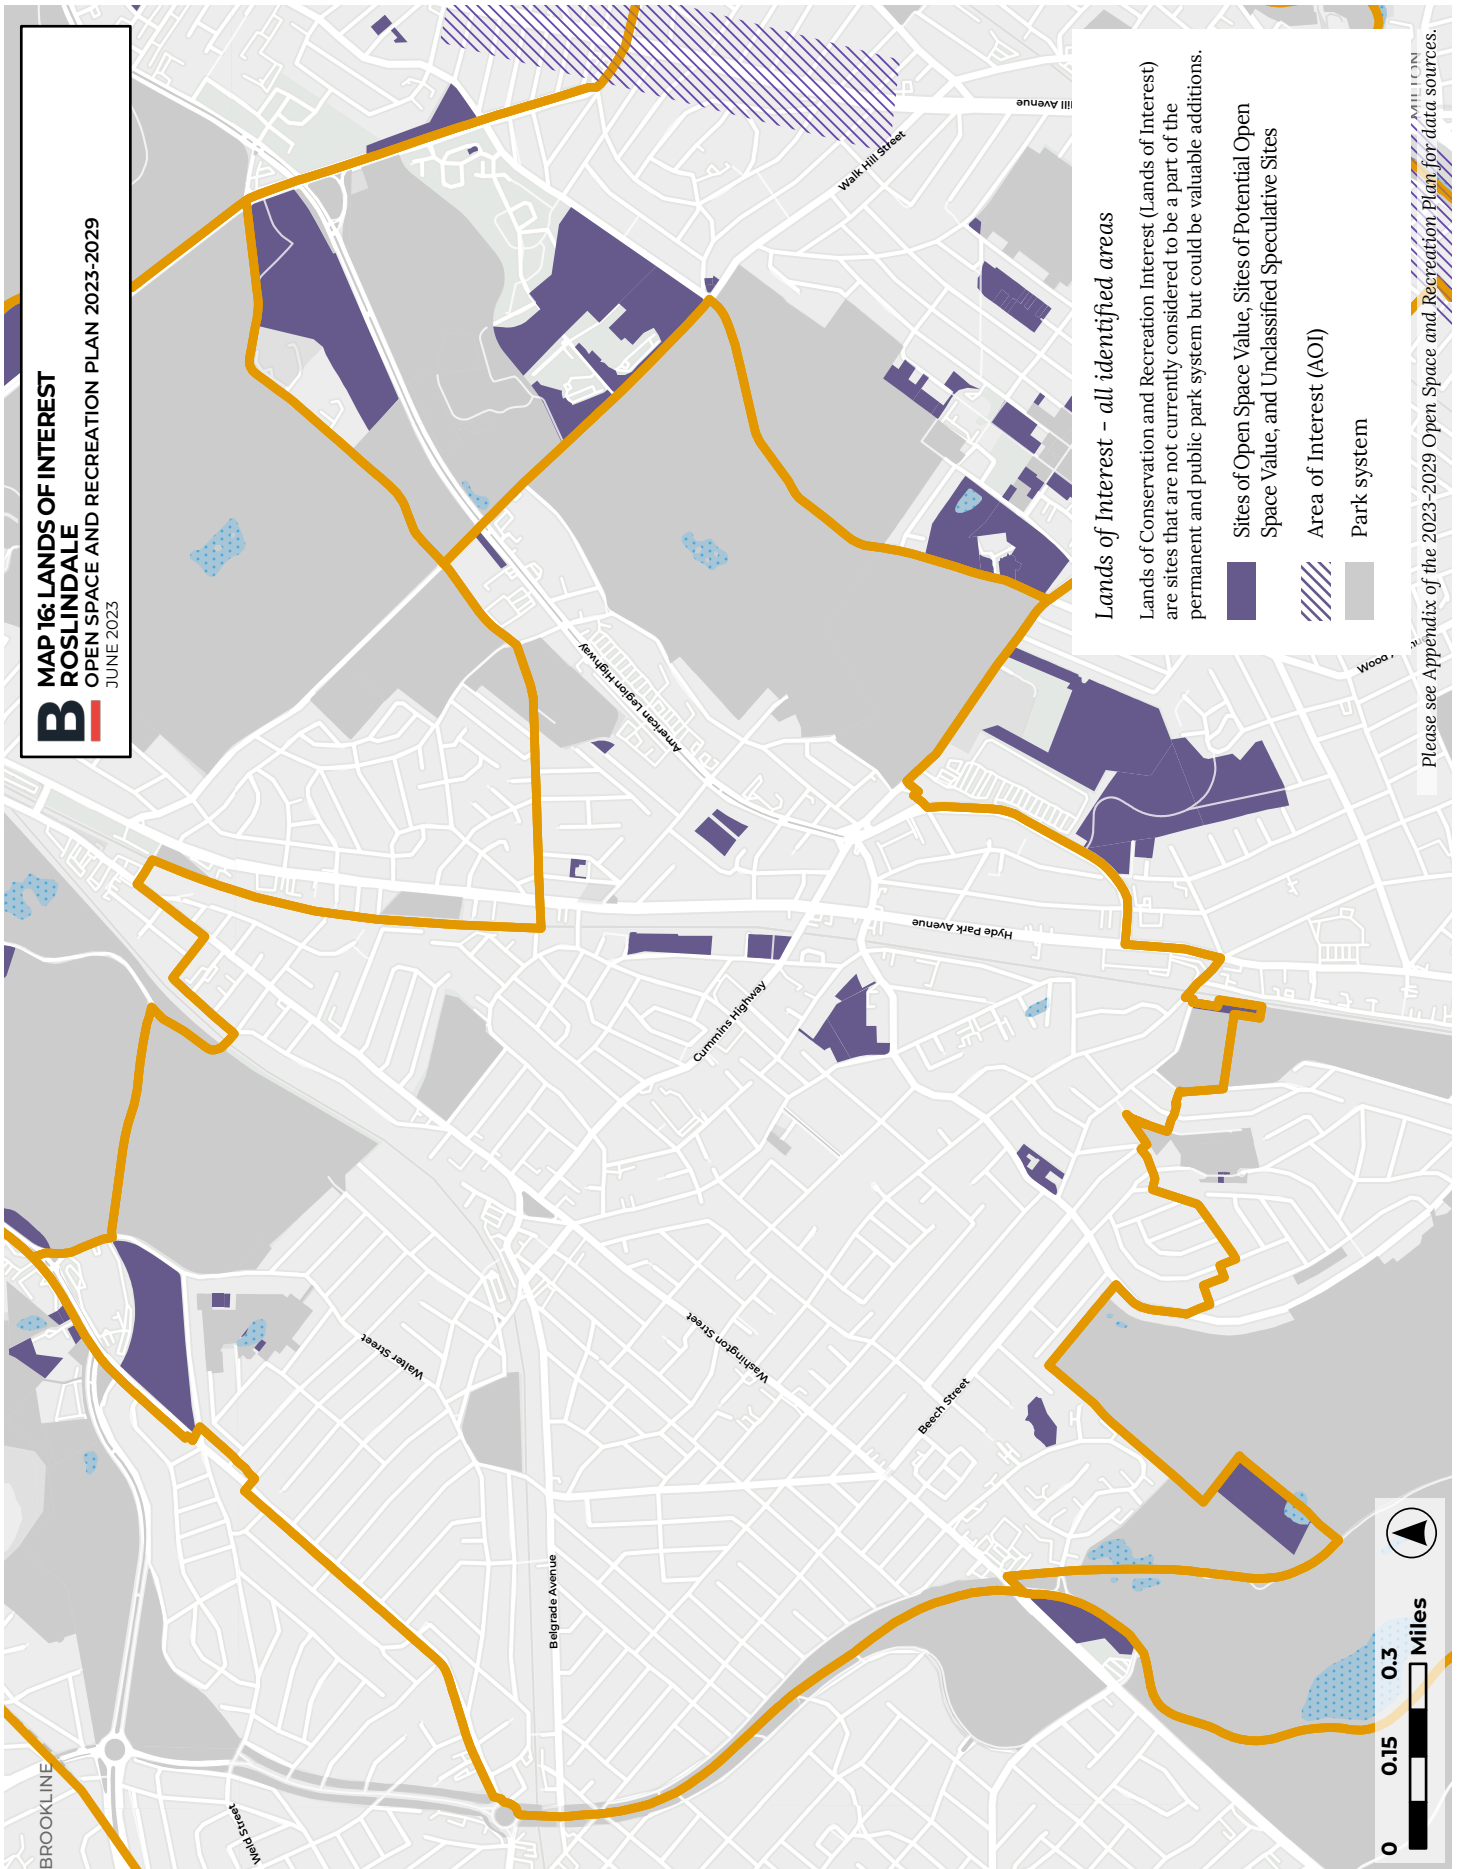 B
MAP 16: LANDS OF INTEREST
ROSLINDALE
OPEN SPACE AND RECREATION PLAN 2023-2029
JUNE 2023
BROOKLINE
Weld Street
Walter Street
Belgrade Avenue
Washington Street
Beech Street
Cummins Highway
Hyde Park Avenue
American Legion Highway
Walk Hill Street
Hill Avenue
MILTON
Lands of Interest - all identified areas
Lands of Conservation and Recreation Interest (Lands of Interest)
are sites that are not currently considered to be a part of the
permanent and public park system but could be valuable additions.
Sites of Open Space Value, Sites of Potential Open
Space Value, and Unclassified Speculative Sites
Area of Interest (AOI)
Park system
Please see Appendix of the 2023-2029 Open Space and Recreation Plan for data sources.
0 0.15 0.3
Miles